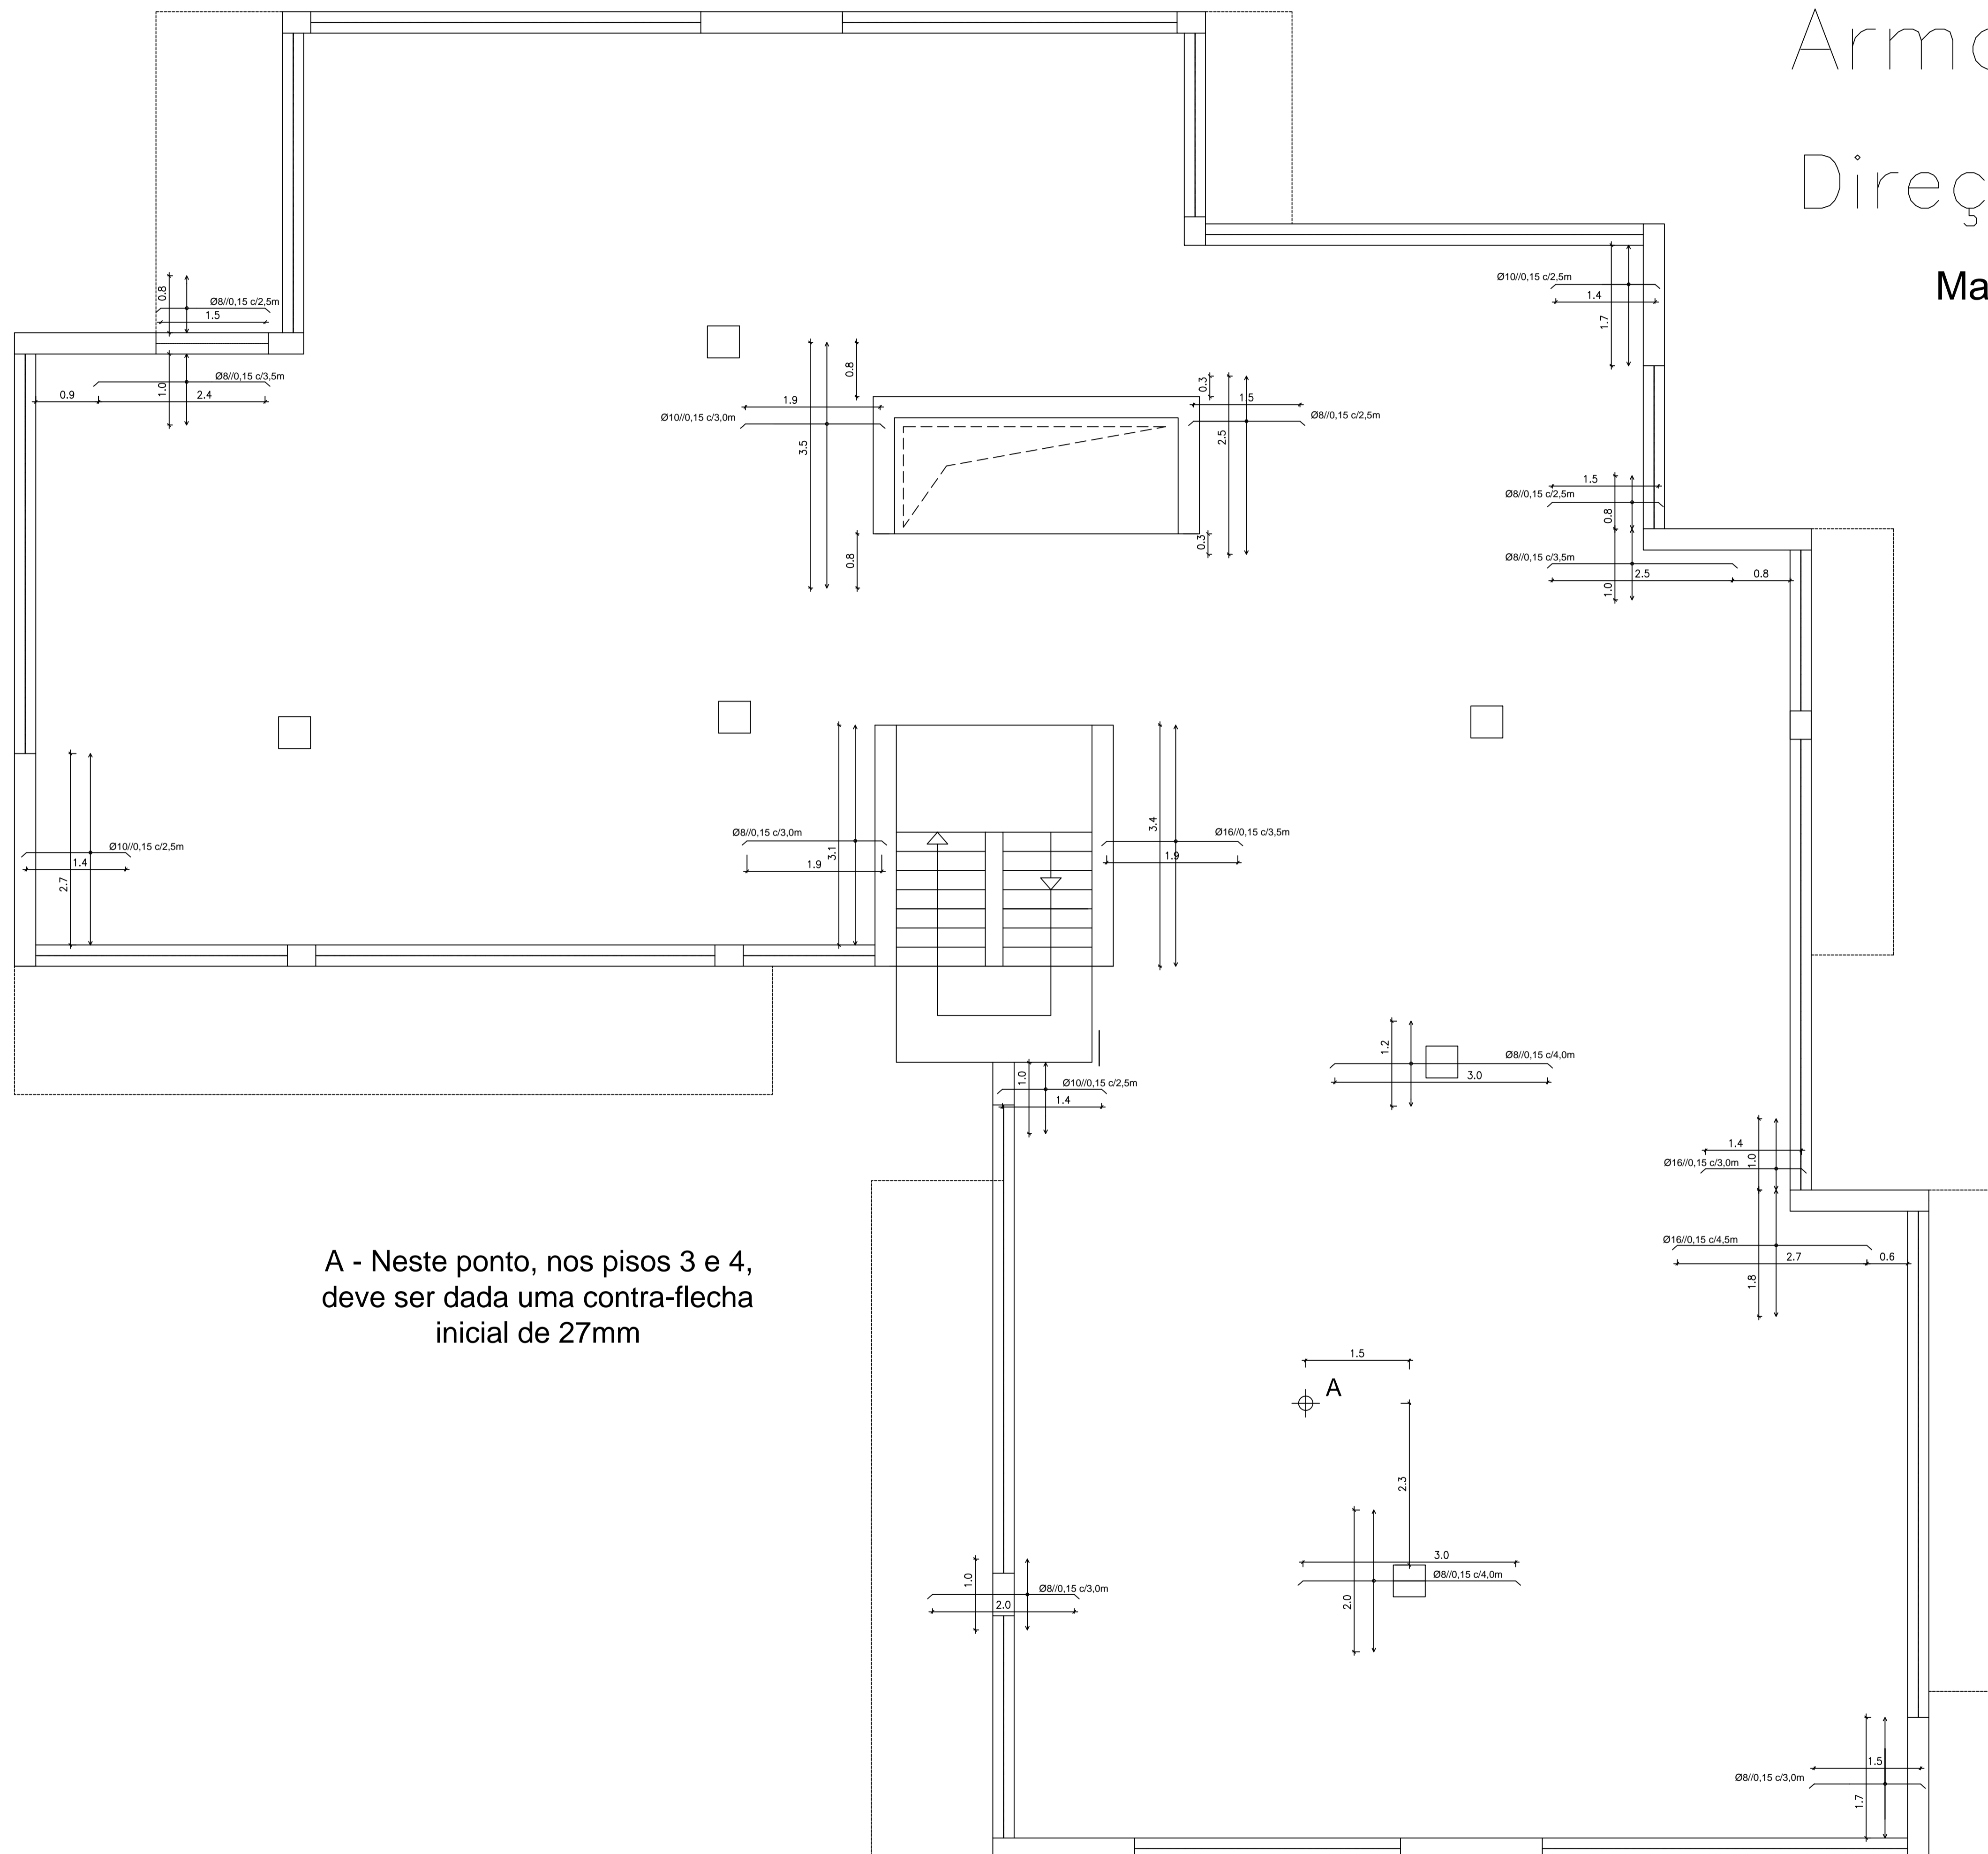 Arma
Direç
Ma
0.8
Ø8//0,15 c/2,5m
1.5
Ø10//0,15 c/2,5m
1.4
1.7
1.0
Ø8//0,15 c/3,5m
0.9
2.4
0.8
0.3
1.9
1.5
Ø10//0,15 c/3,0m
Ø8//0,15 c/2,5m
3.5
2.5
1.5
Ø8//0,15 c/2,5m
0.8
0.8
0.3
Ø8//0,15 c/3,5m
2.5
0.8
1.0
Ø10//0,15 c/2,5m
1.4
2.7
Ø8//0,15 c/3,0m
1.9
3.1
3.4
Ø16//0,15 c/3,5m
1.9
1.2
Ø8//0,15 c/4,0m
3.0
1.0
Ø10//0,15 c/2,5m
1.4
1.4
1.0
Ø16//0,15 c/3,0m
Ø16//0,15 c/4,5m
2.7
0.6
1.8
A - Neste ponto, nos pisos 3 e 4,
deve ser dada uma contra-flecha
inicial de 27mm
1.5
A
2.3
3.0
Ø8//0,15 c/4,0m
2.0
1.0
Ø8//0,15 c/3,0m
2.0
1.5
Ø8//0,15 c/3,0m
1.7